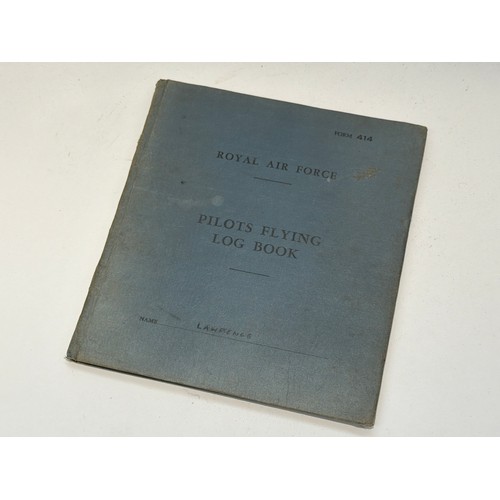 FORM 414
ROYAL AIR FORCE
PILOTS FLYING
LOG BOOK
NAME LAWRENCE